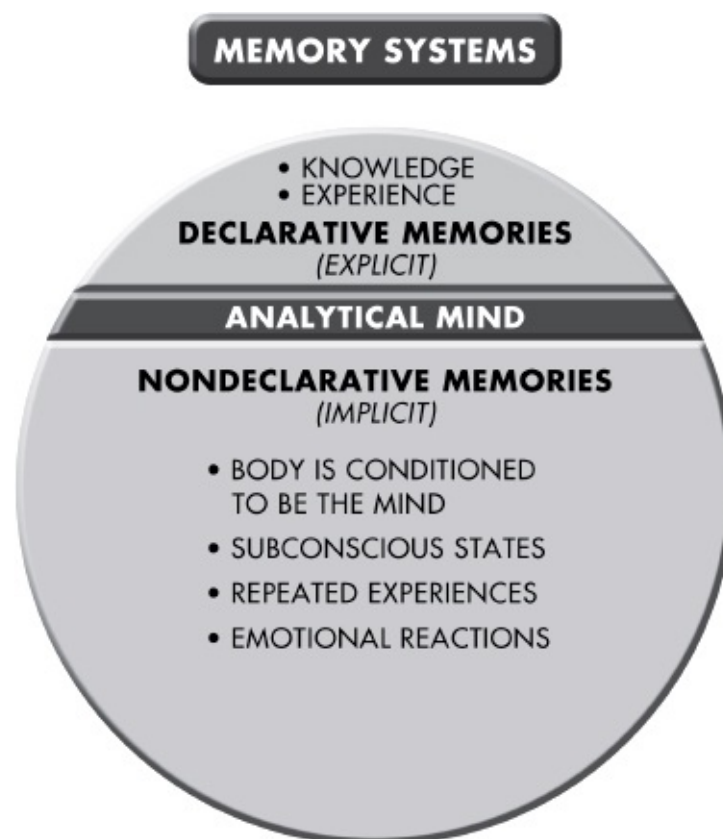 MEMORY SYSTEMS
• KNOWLEDGE
• EXPERIENCE
DECLARATIVE MEMORIES
(EXPLICIT)
ANALYTICAL MIND
NONDECLARATIVE MEMORIES
(IMPLICIT)
• BODY IS CONDITIONED
TO BE THE MIND
• SUBCONSCIOUS STATES
• REPEATED EXPERIENCES
• EMOTIONAL REACTIONS